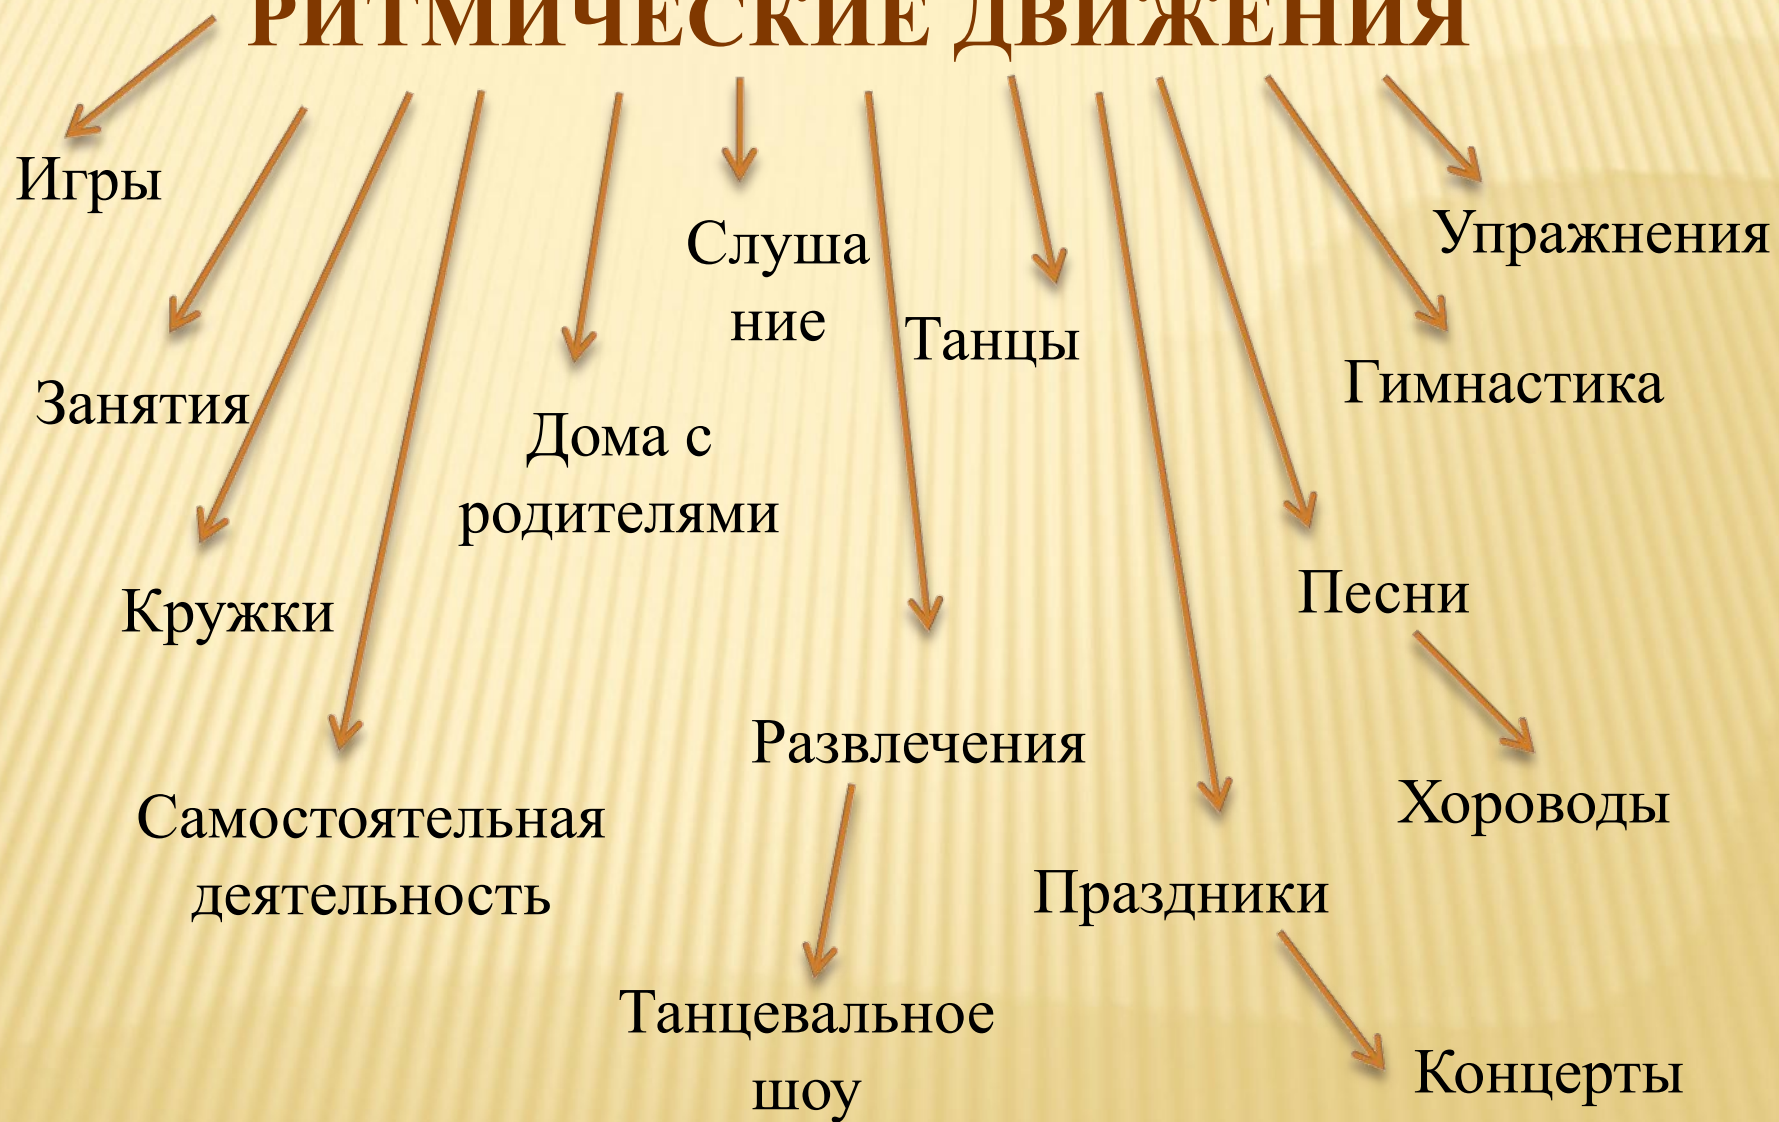 РИТМИЧЕСКИЕ ДВИЖЕНИЯ
Игры
Упражнения
Слуша
ние
Танцы
Гимнастика
Занятия
Дома с
родителями
Песни
Кружки
Развлечения
Хороводы
Самостоятельная
деятельность
Праздники
Танцевальное
шоу
Концерты